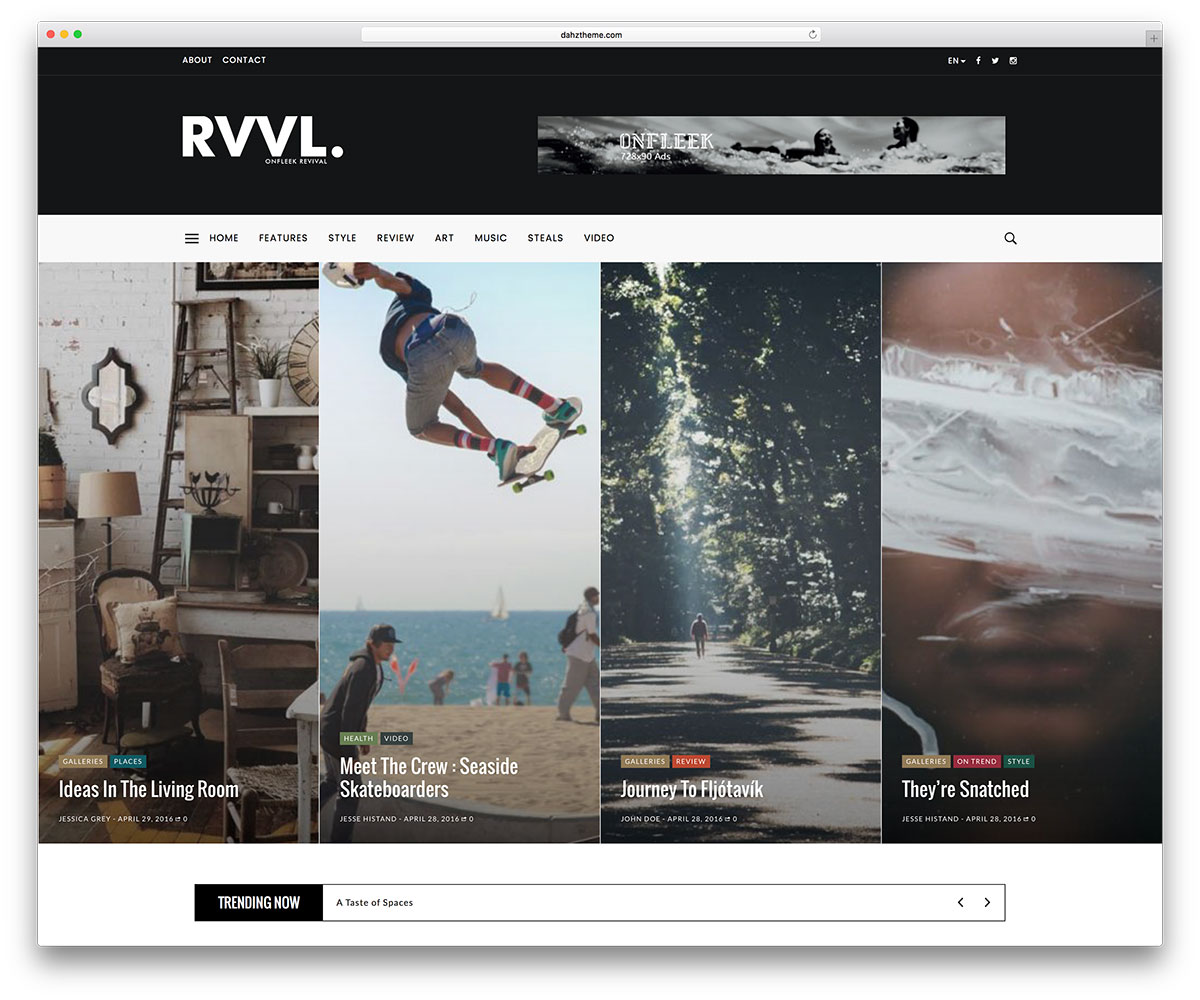 dahztheme.com
ABOUT CONTACT
EN
RVVL.
ONFLEEK REVIVAL
ONFLEEK
728x90 Ads
HOME FEATURES STYLE REVIEW ART MUSIC STEALS VIDEO
GALLERIES PLACES
Ideas In The Living Room
JESSICA GREY - APRIL 29, 2016 0
HEALTH VIDEO
Meet The Crew : Seaside
Skateboarders
JESSE HISTAND - APRIL 28, 2016 0
GALLERIES REVIEW
Journey To Fljótavík
JOHN DOE - APRIL 28, 2016 0
GALLERIES ON TREND STYLE
They're Snatched
JESSE HISTAND - APRIL 28, 2016 0
TRENDING NOW
A Taste of Spaces